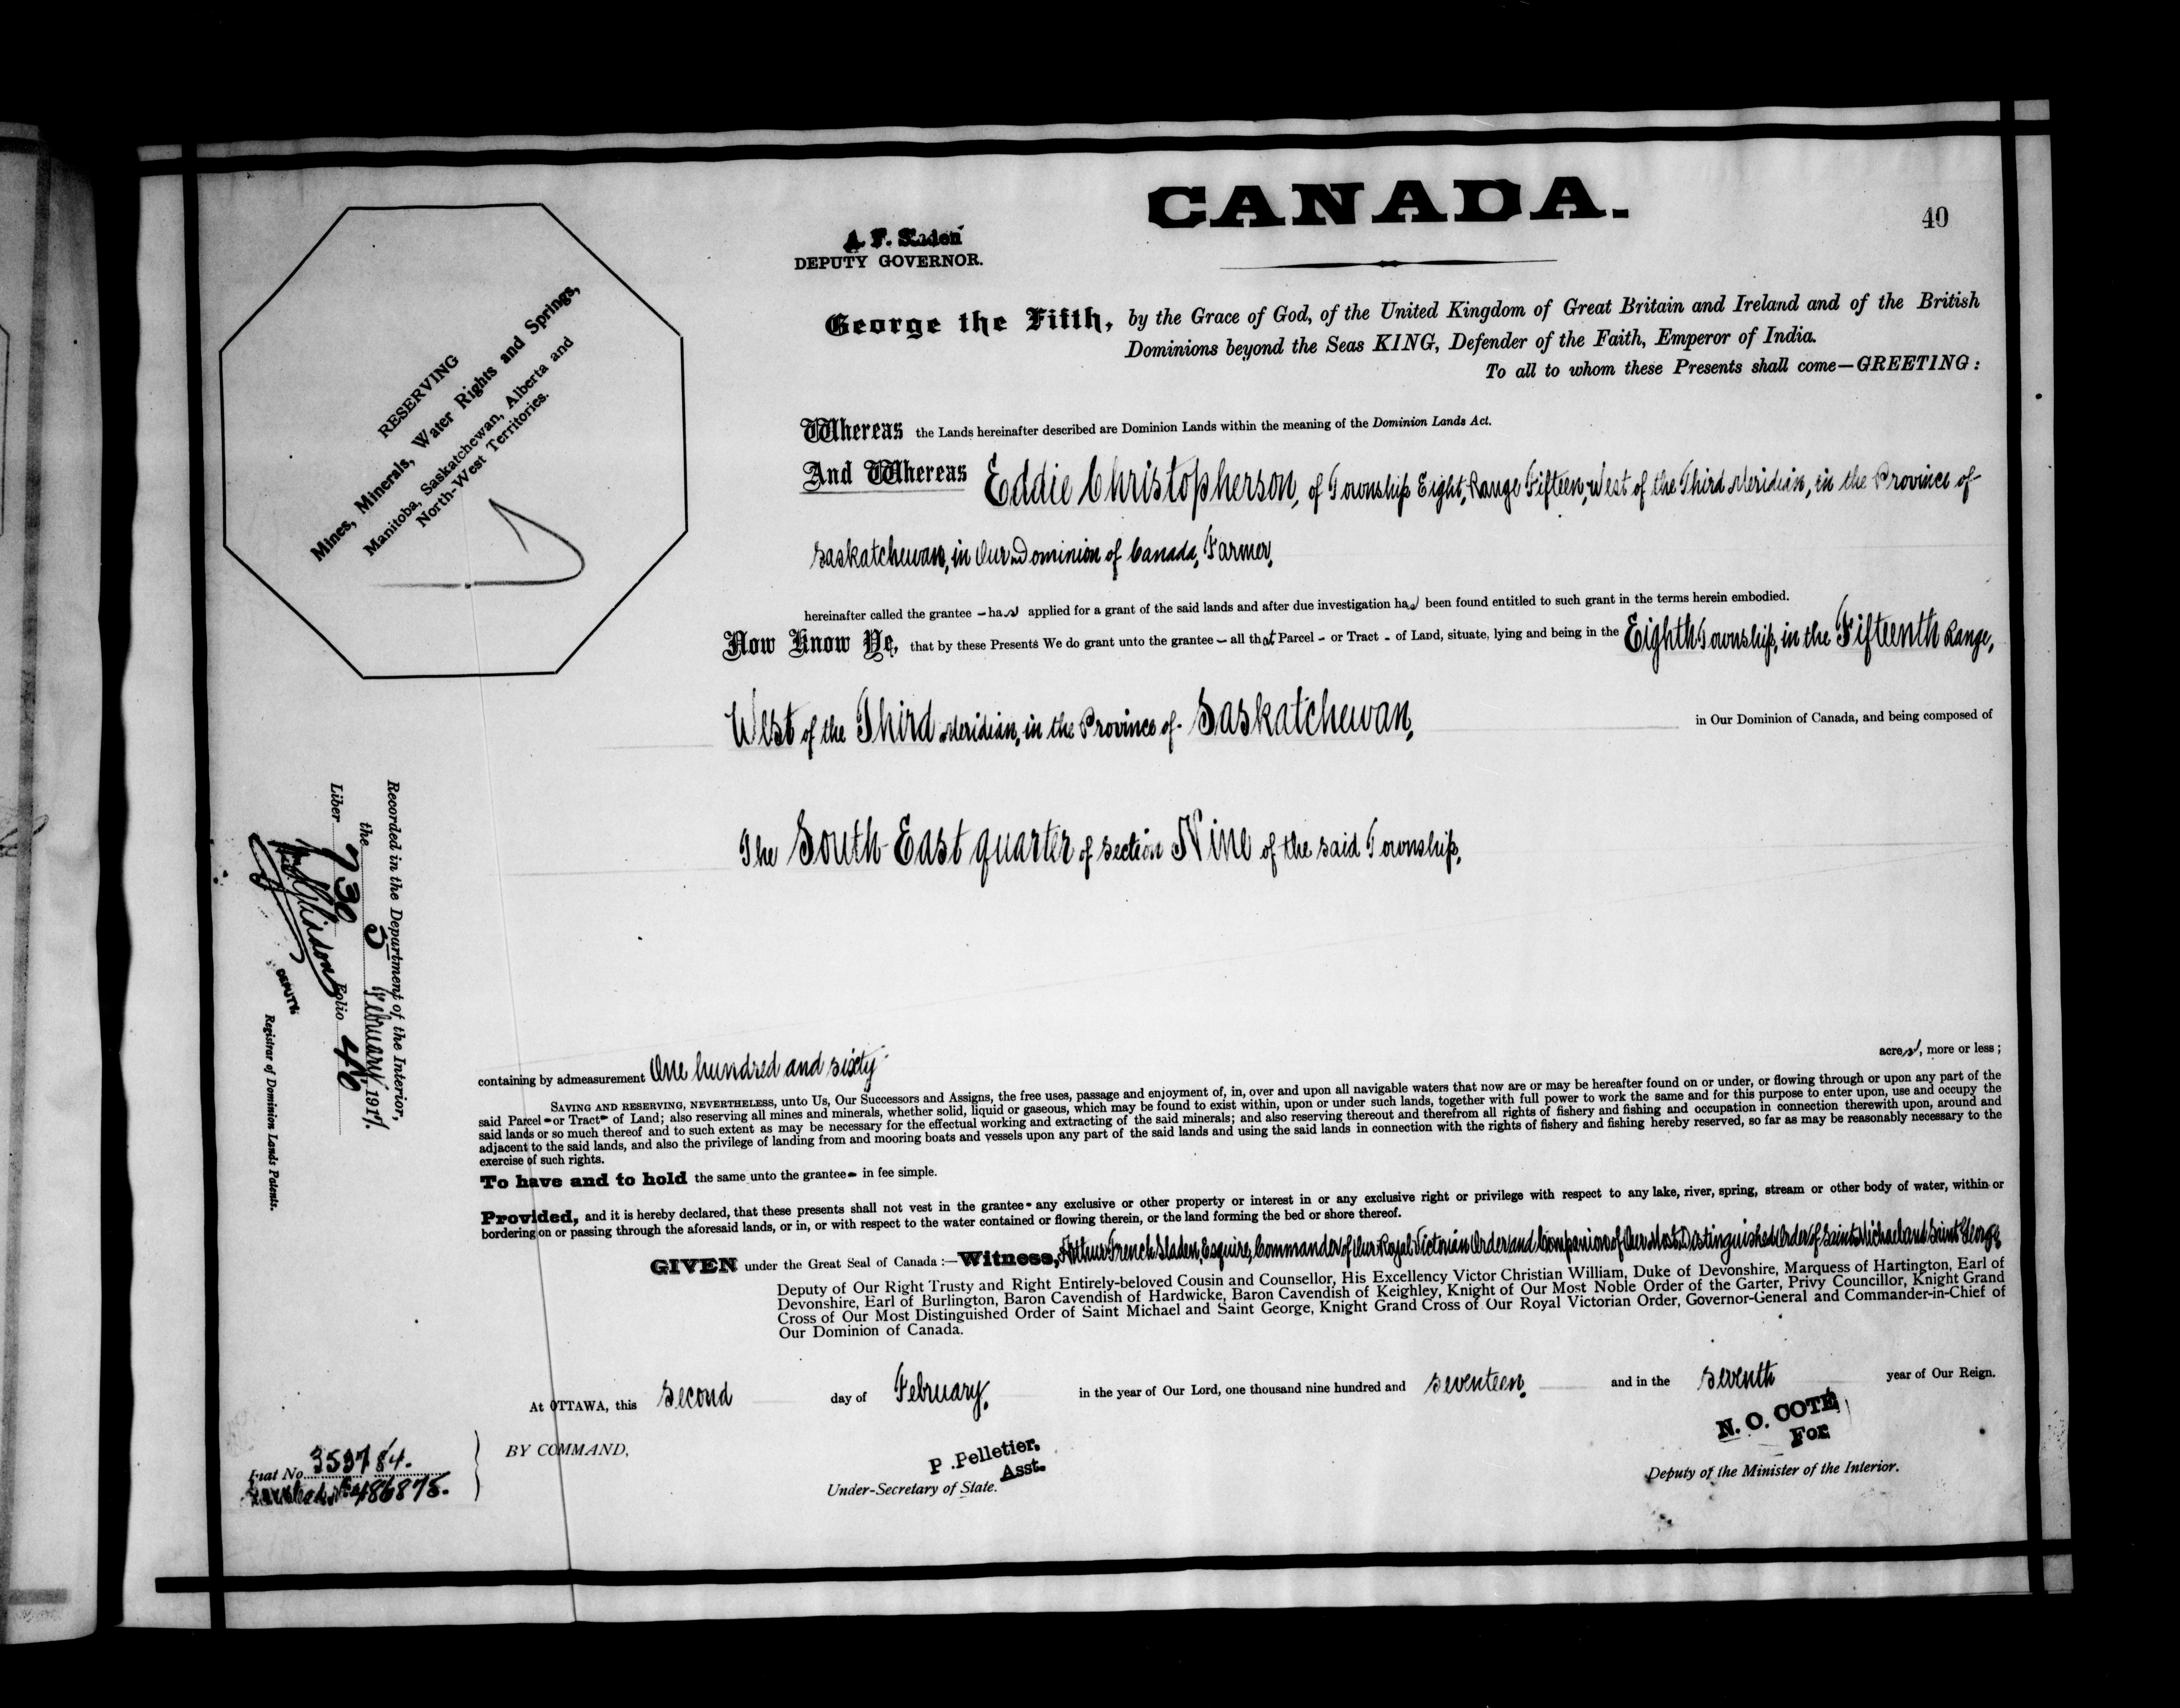 CANADA.
40
A. F. Sladen
DEPUTY GOVERNOR.
George the Fifth, by the Grace of God, of the United Kingdom of Great Britain and Ireland and of the British
Dominions beyond the Seas KING, Defender of the Faith, Emperor of India.
To all to whom these Presents shall come—GREETING:
RESERVING
Mines, Minerals, Water Rights and Springs,
Manitoba, Saskatchewan, Alberta and
North-West Territories.
Whereas the Lands hereinafter described are Dominion Lands within the meaning of the Dominion Lands Act.
And Whereas Eddie Christopherson, of Township Eight, Range Fifteen, West of the Third Meridian, in the Province of
Saskatchewan, in Our Dominion of Canada, Farmer,
hereinafter called the grantee – has applied for a grant of the said lands and after due investigation has been found entitled to such grant in the terms herein embodied.
Now Know Ye, that by these Presents We do grant unto the grantee – all that Parcel – or Tract – of Land, situate, lying and being in the Eighth Township, in the Fifteenth Range,
West of the Third Meridian, in the Province of Saskatchewan, in Our Dominion of Canada, and being composed of
The South East quarter of Section Nine of the said Township,
Recorded in the Department of the Interior,
the 5 February 1917.
Liber 730 Folio 40
DEPUTY
Registrar of Dominion Lands Patents.
containing by admeasurement One hundred and sixty acres, more or less;
SAVING AND RESERVING, NEVERTHELESS, unto Us, Our Successors and Assigns, the free uses, passage and enjoyment of, in, over and upon all navigable waters that now are or may be hereafter found on or under, or flowing through or upon any part of the
said Parcel – or Tract – of Land; also reserving all mines and minerals, whether solid, liquid or gaseous, which may be found to exist within, upon or under such lands, together with full power to work the same and for this purpose to enter upon, use and occupy the
said lands or so much thereof and to such extent as may be necessary for the effectual working and extracting of the said minerals; and also reserving thereout and therefrom all rights of fishery and fishing and occupation in connection therewith upon, around and
adjacent to the said lands, and also the privilege of landing from and mooring boats and vessels upon any part of the said lands and using the said lands in connection with the rights of fishery and fishing hereby reserved, so far as may be reasonably necessary to the
exercise of such rights.
To have and to hold the same unto the grantee – in fee simple.
Provided, and it is hereby declared, that these presents shall not vest in the grantee – any exclusive or other property or interest in or any exclusive right or privilege with respect to any lake, river, spring, stream or other body of water, within or
bordering on or passing through the aforesaid lands, or in, or with respect to the water contained or flowing therein, or the land forming the bed or shore thereof.
GIVEN under the Great Seal of Canada:—Witness, Arthur French Sladen, Esquire, Commander of Our Royal Victorian Order and Companion of Our Most Distinguished Order of Saint Michael and Saint George,
Deputy of Our Right Trusty and Right Entirely-beloved Cousin and Counsellor, His Excellency Victor Christian William, Duke of Devonshire, Marquess of Hartington, Earl of
Devonshire, Earl of Burlington, Baron Cavendish of Hardwicke, Baron Cavendish of Keighley, Knight of Our Most Noble Order of the Garter, Privy Councillor, Knight Grand
Cross of Our Most Distinguished Order of Saint Michael and Saint George, Knight Grand Cross of Our Royal Victorian Order, Governor-General and Commander-in-Chief of
Our Dominion of Canada.
At OTTAWA, this Second day of February, in the year of Our Lord, one thousand nine hundred and seventeen, and in the seventh year of Our Reign.
BY COMMAND,
P. Pelletier,
Asst.
Under-Secretary of State.
N. O. COTÉ
For
Deputy of the Minister of the Interior.
Fiat No. 353784.
486875.